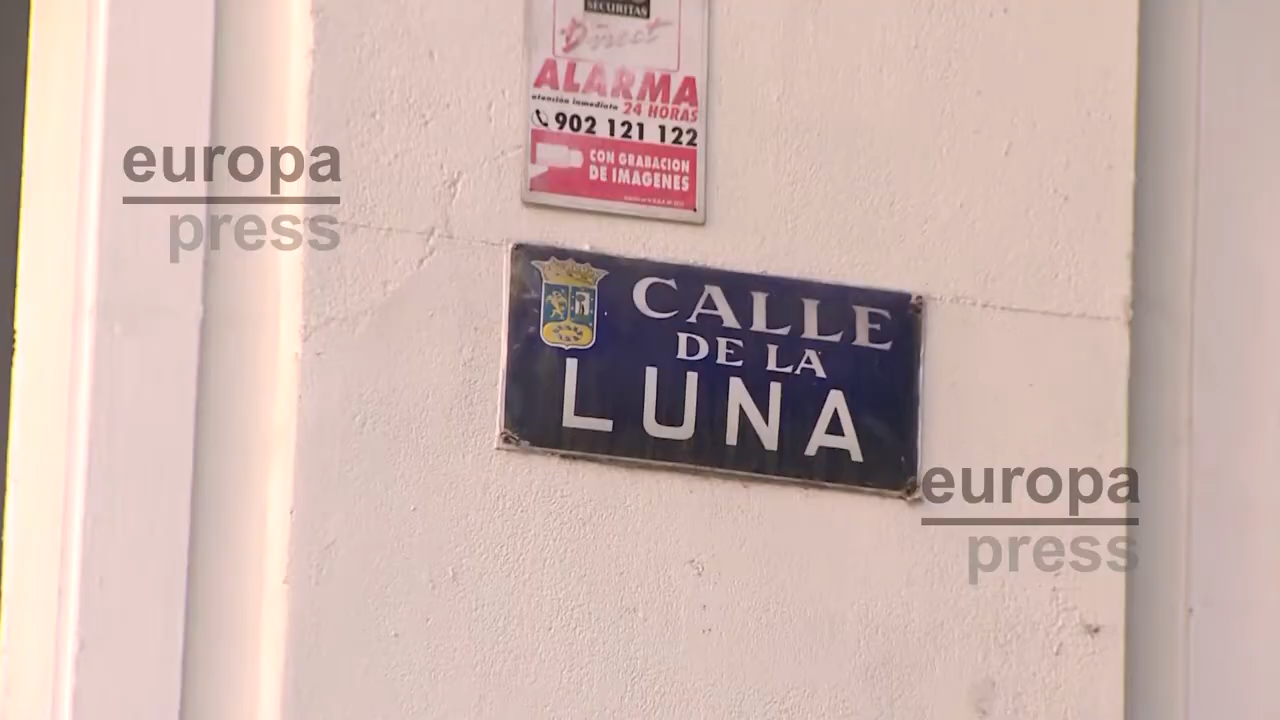 SECURITAS
Direct
ALARMA
atención inmediata 24 HORAS
902 121 122
CON GRABACION
DE IMAGENES
europa
press
CALLE
DE LA
LUNA
europa
press